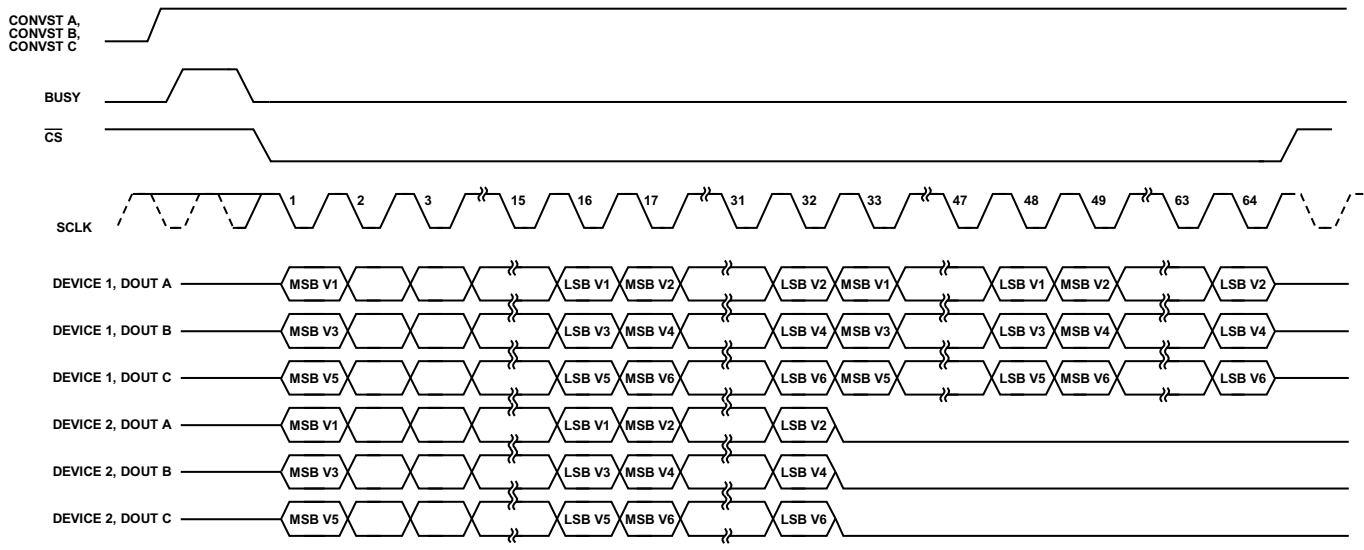 CONVST A,
CONVST B,
CONVST C
BUSY
CS
SCLK
1 2 3 15 16 17 31 32 33 47 48 49 63 64
DEVICE 1, DOUT A MSB V1 LSB V1 MSB V2 LSB V2 MSB V1 LSB V1 MSB V2 LSB V2
DEVICE 1, DOUT B MSB V3 LSB V3 MSB V4 LSB V4 MSB V3 LSB V3 MSB V4 LSB V4
DEVICE 1, DOUT C MSB V5 LSB V5 MSB V6 LSB V6 MSB V5 LSB V5 MSB V6 LSB V6
DEVICE 2, DOUT A MSB V1 LSB V1 MSB V2 LSB V2
DEVICE 2, DOUT B MSB V3 LSB V3 MSB V4 LSB V4
DEVICE 2, DOUT C MSB V5 LSB V5 MSB V6 LSB V6